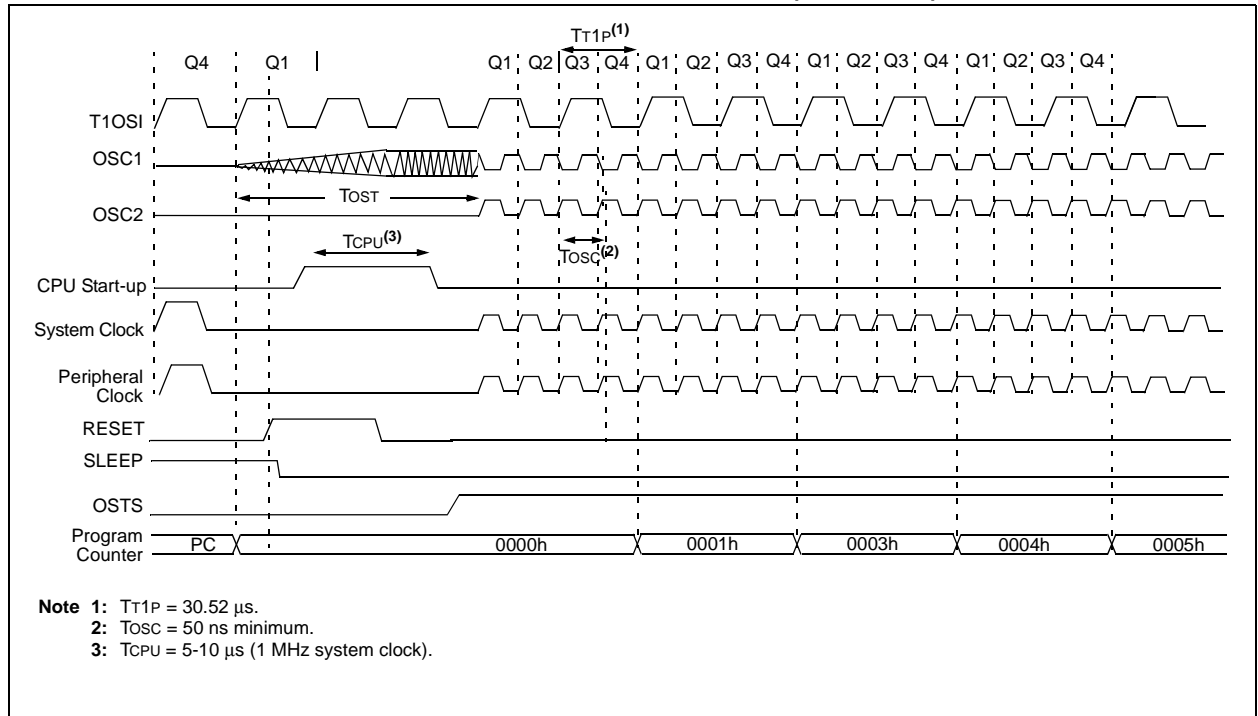 TT1P(1)
Q4 Q1 Q1 Q2 Q3 Q4 Q1 Q2 Q3 Q4 Q1 Q2 Q3 Q4 Q1 Q2 Q3 Q4
T1OSI
OSC1
TOST
OSC2
TCPU(3)
TOSC(2)
CPU Start-up
System Clock
Peripheral
Clock
RESET
SLEEP
OSTS
Program
Counter
PC 0000h 0001h 0003h 0004h 0005h
Note 1: TT1P = 30.52 μs.
2: TOSC = 50 ns minimum.
3: TCPU = 5-10 μs (1 MHz system clock).